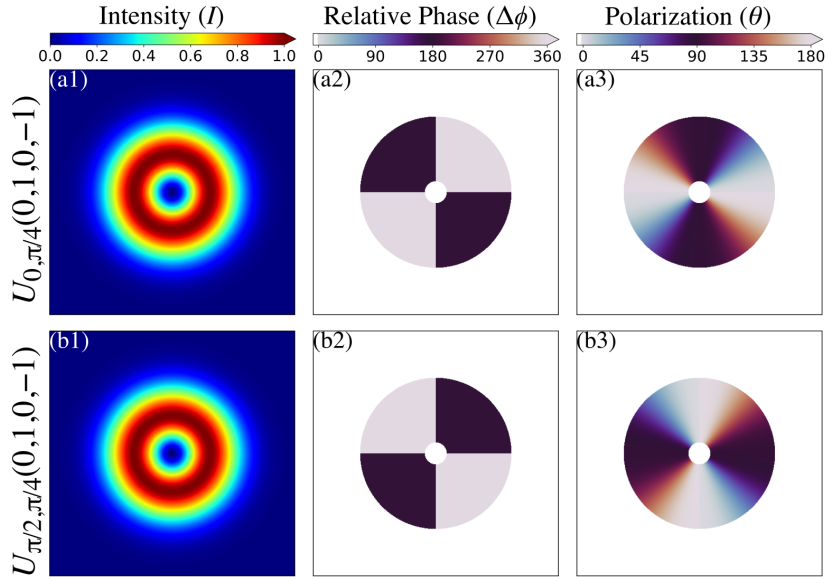 Intensity (I) Relative Phase (Δϕ) Polarization (θ)
0.0 0.2 0.4 0.6 0.8 1.0 0 90 180 270 360 0 45 90 135 180
(a1) (a2) (a3)
U0,π/4(0,1,0,−1)
(b1) (b2) (b3)
Uπ/2,π/4(0,1,0,−1)